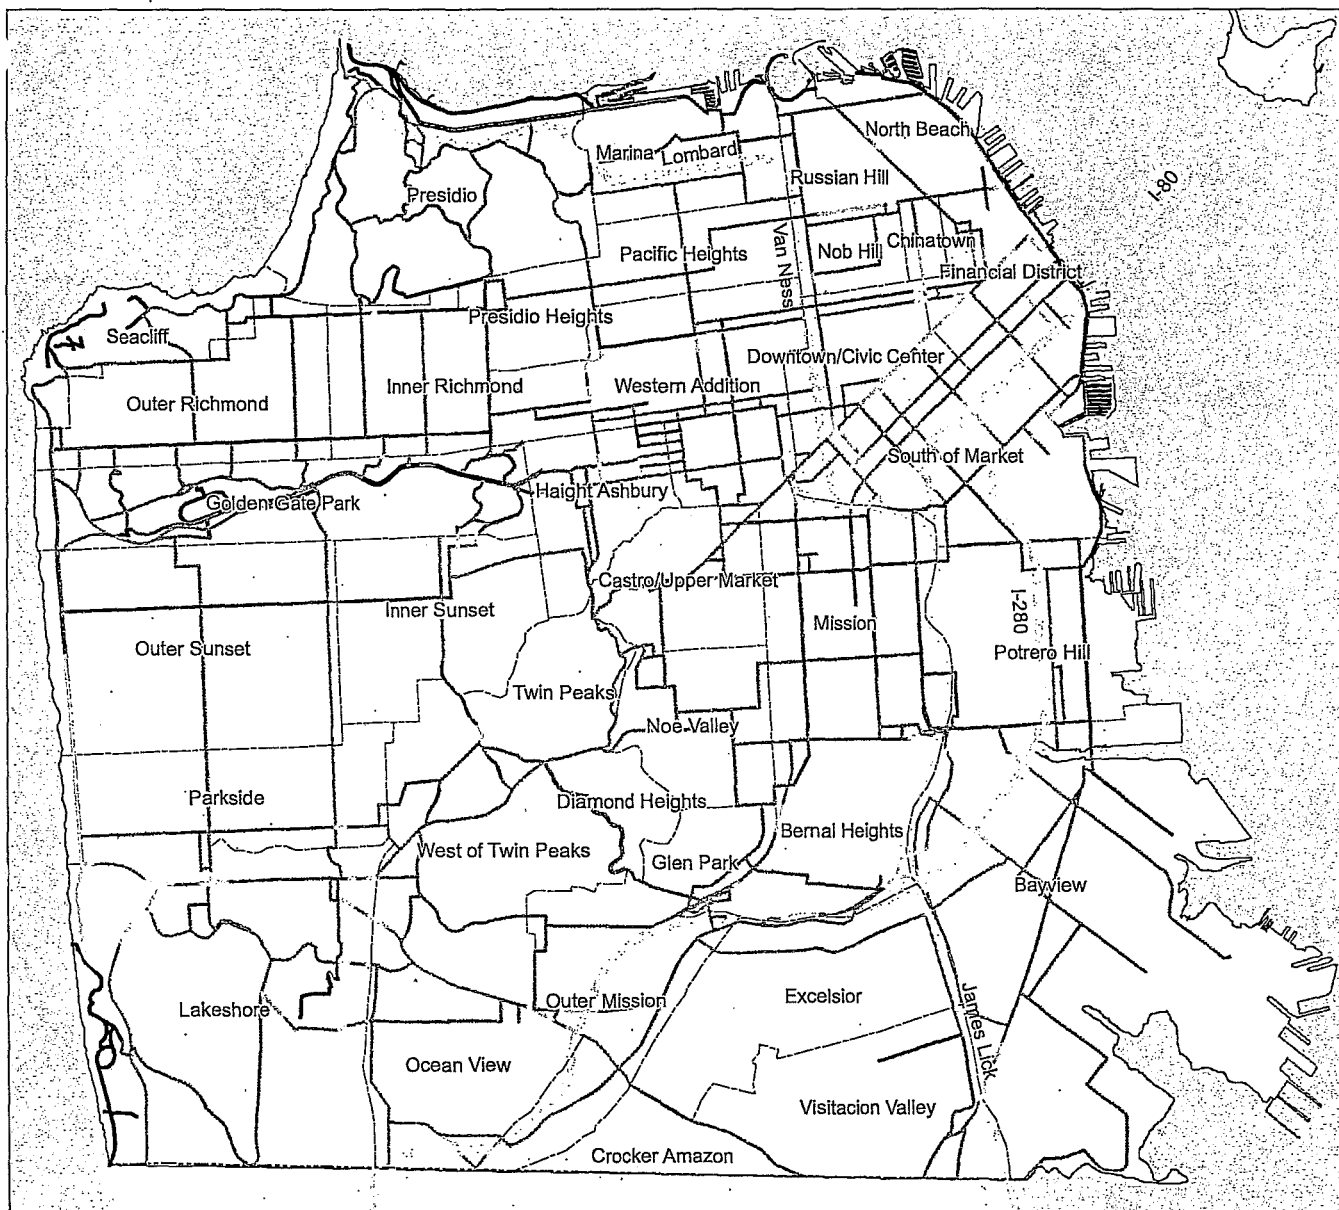 North Beach
Marina
Lombard
Russian Hill
I-80
Presidio
Van Ness
Chinatown
Pacific Heights
Nob Hill
Financial District
Presidio Heights
Seacliff
Downtown/Civic Center
Inner Richmond
Western Addition
Outer Richmond
South of Market
Haight Ashbury
Golden Gate Park
Castro/Upper Market
Inner Sunset
I-280
Mission
Outer Sunset
Potrero Hill
Twin Peaks
Noe Valley
Parkside
Diamond Heights
Bernal Heights
West of Twin Peaks
Glen Park
Bayview
Excelsior
Outer Mission
Lakeshore
James Lick
Ocean View
Visitacion Valley
Crocker Amazon